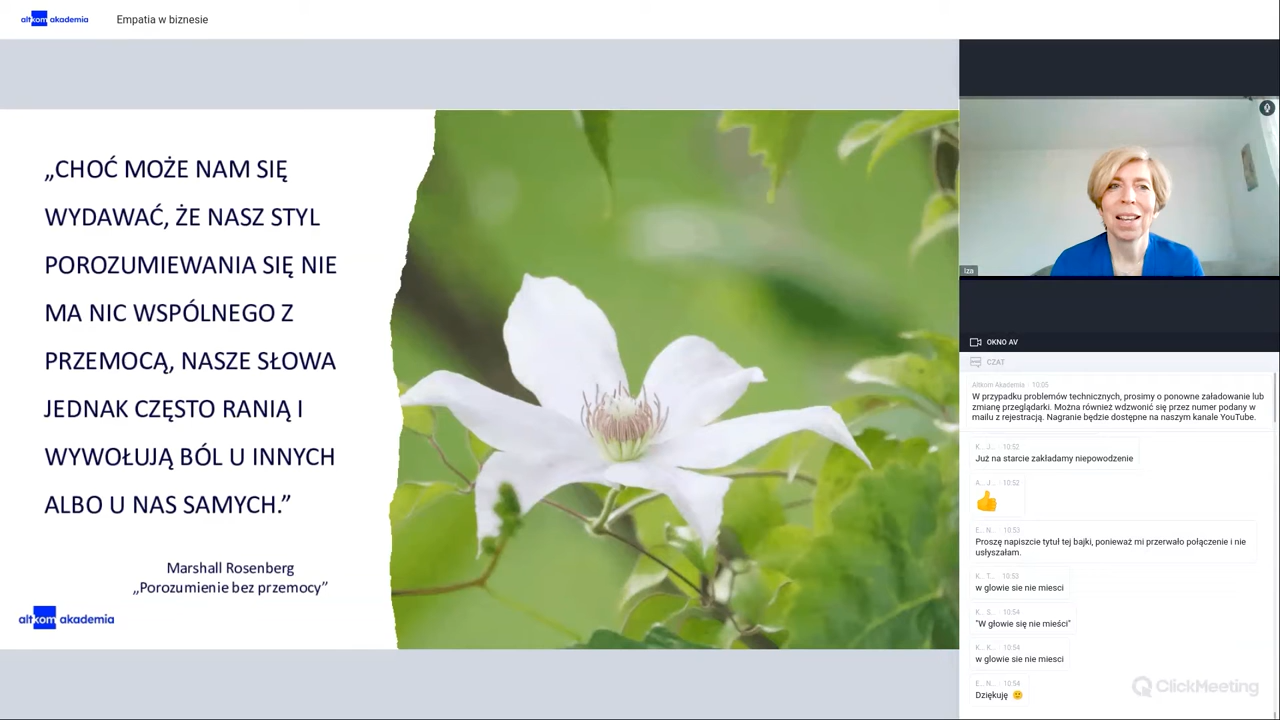 altkom akademia
Empatia w biznesie
„CHOĆ MOŻE NAM SIĘ
WYDAWAĆ, ŻE NASZ STYL
POROZUMIEWANIA SIĘ NIE
MA NIC WSPÓLNEGO Z
PRZEMOCĄ, NASZE SŁOWA
JEDNAK CZĘSTO RANIĄ I
WYWOŁUJĄ BÓL U INNYCH
ALBO U NAS SAMYCH.”
Marshall Rosenberg
„Porozumienie bez przemocy”
altkom akademia
Iza
OKNO AV
CZAT
Altkom Akademia 10:05
W przypadku problemów technicznych, prosimy o ponowne załadowanie lub
zmianę przeglądarki. Można również wdzwonić się przez numer podany w
mailu z rejestracją. Nagranie będzie dostępne na naszym kanale YouTube.
K... J... 10:52
Już na starcie zakładamy niepowodzenie
A... J... 10:52
E... N... 10:53
Proszę napiszcie tytuł tej bajki, ponieważ mi przerwało połączenie i nie
usłyszałam.
K... T... 10:53
w glowie sie nie miesci
K... S... 10:54
"W głowie się nie mieści"
K... K... 10:54
w glowie sie nie miesci
E... N... 10:54
Dziękuję 🙂
ClickMeeting